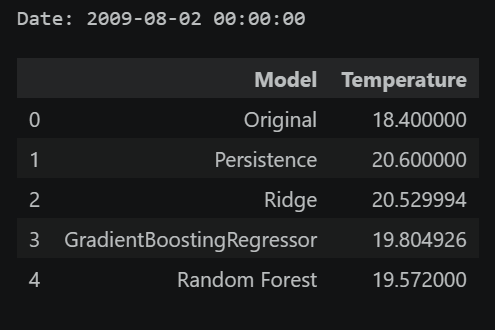 Date: 2009-08-02 00:00:00
Model Temperature
0 Original 18.400000
1 Persistence 20.600000
2 Ridge 20.529994
3 GradientBoostingRegressor 19.804926
4 Random Forest 19.572000